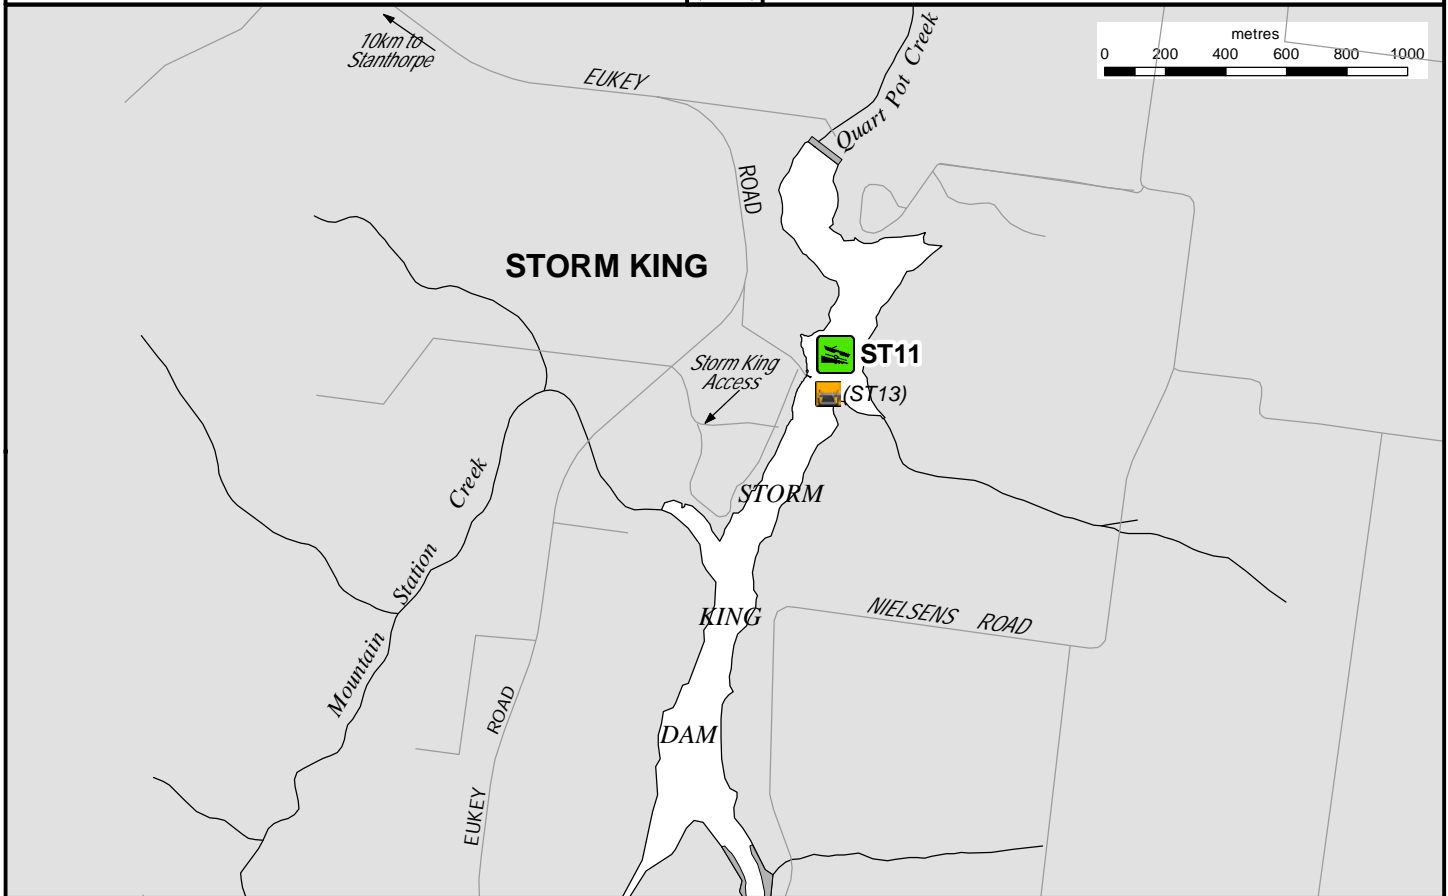 10km to
Stanthorpe
EUKEY
Quart Pot Creek
metres
0 200 400 600 800 1000
ROAD
STORM KING
ST11
Storm King
Access
(ST13)
Creek
STORM
Station
KING
NIELSENS ROAD
Mountain
ROAD
DAM
EUKEY